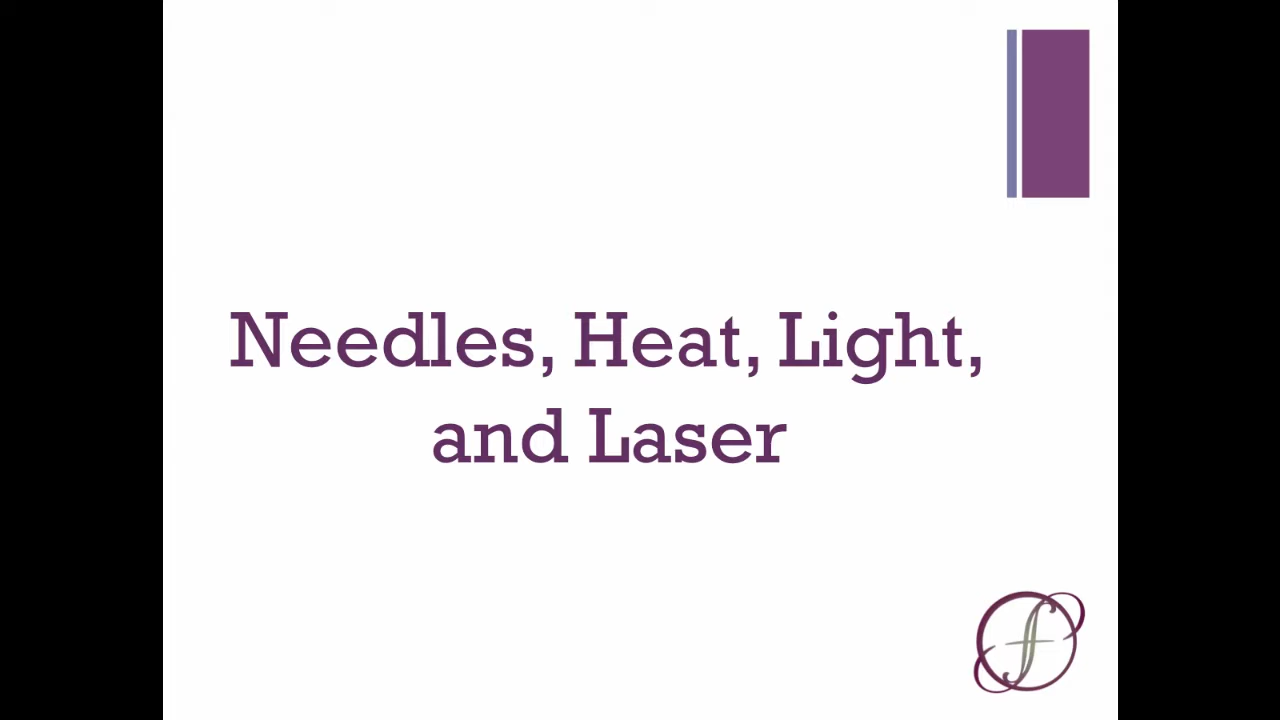 Needles, Heat, Light,
and Laser
f